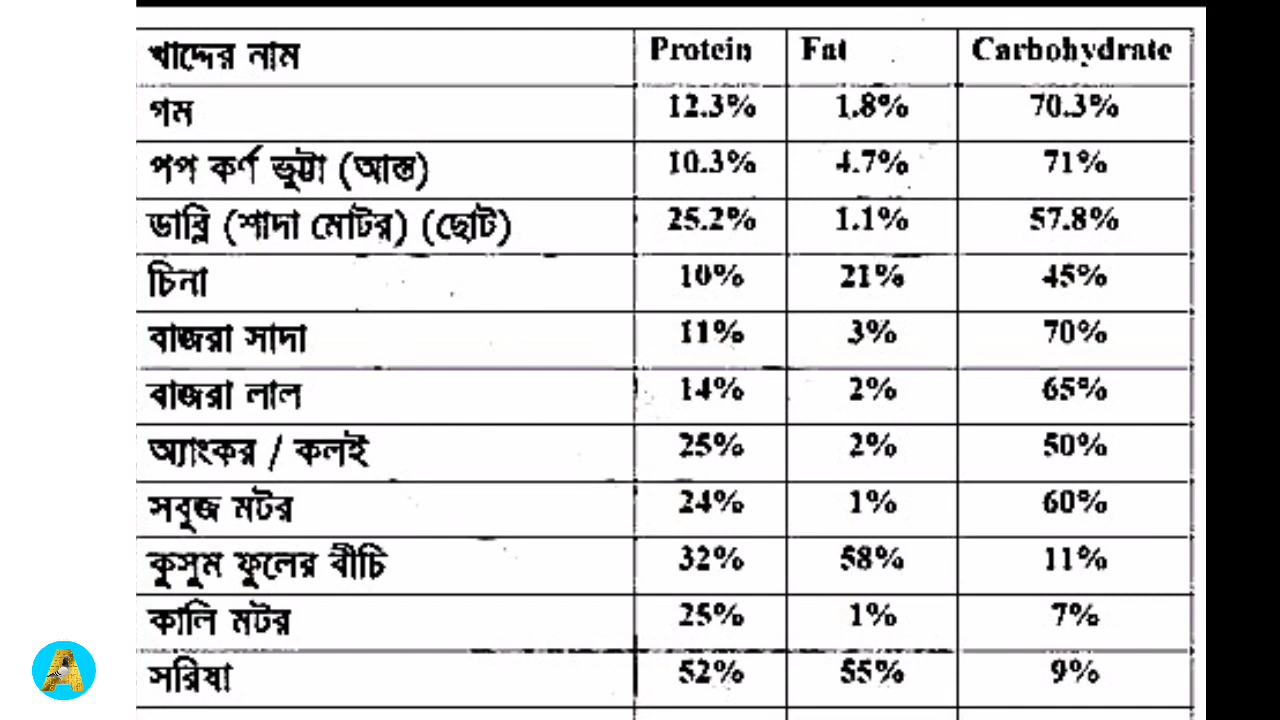 খাদ্দের নাম Protein Fat Carbohydrate
গম 12.3% 1.8% 70.3%
পপ কর্ণ ভুট্টা (আস্ত) 10.3% 4.7% 71%
ডাব্লি (শাদা মোটর) (ছোট) 25.2% 1.1% 57.8%
চিনা 10% 21% 45%
বাজরা সাদা 11% 3% 70%
বাজরা লাল 14% 2% 65%
অ্যাংকর / কলই 25% 2% 50%
সবুজ মটর 24% 1% 60%
কুসুম ফুলের বীচি 32% 58% 11%
কালি মটর 25% 1% 7%
সরিষা 52% 55% 9%
A